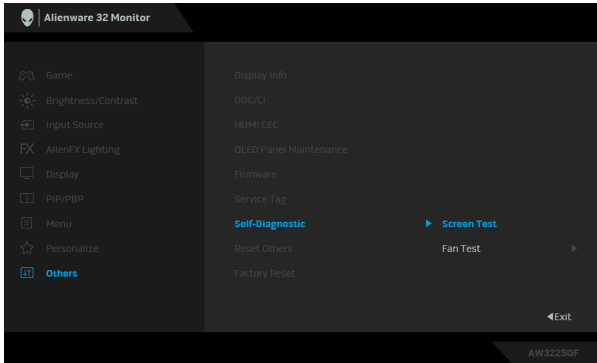 Alienware 32 Monitor
Game
Display Info
Brightness/Contrast
DDC/CI
Input Source
HDMI CEC
AlienFX Lighting
OLED Panel Maintenance
Display
Firmware
PIP/PBP
Service Tag
Menu
Self-Diagnostic
Screen Test
Personalize
Reset Others
Fan Test
Others
Factory Reset
Exit
AW3225QF